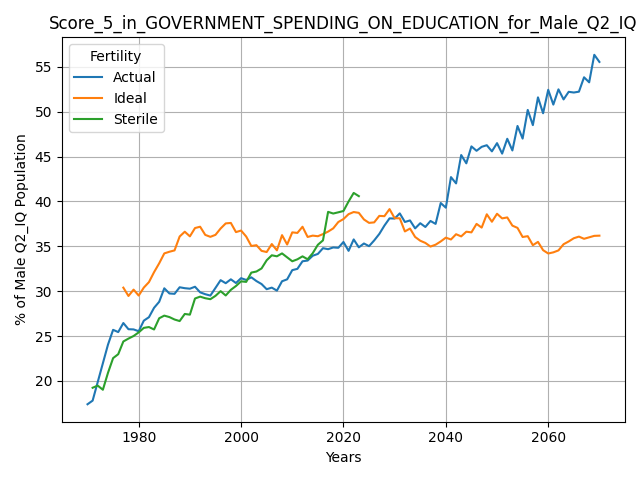 Score_5_in_GOVERNMENT_SPENDING_ON_EDUCATION_for_Male_Q2_IQ
Fertility
Actual
Ideal
Sterile
% of Male Q2_IQ Population
55
50
45
40
35
30
25
20
1980
2000
2020
2040
2060
Years